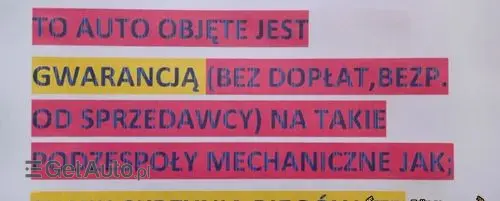 TO AUTO OBJĘTE JEST
GWARANCJĄ (BEZ DOPŁAT,BEZP.
OD SPRZEDAWCY) NA TAKIE
PODZESPOŁY MECHANICZNE JAK;
GetAuto.pl